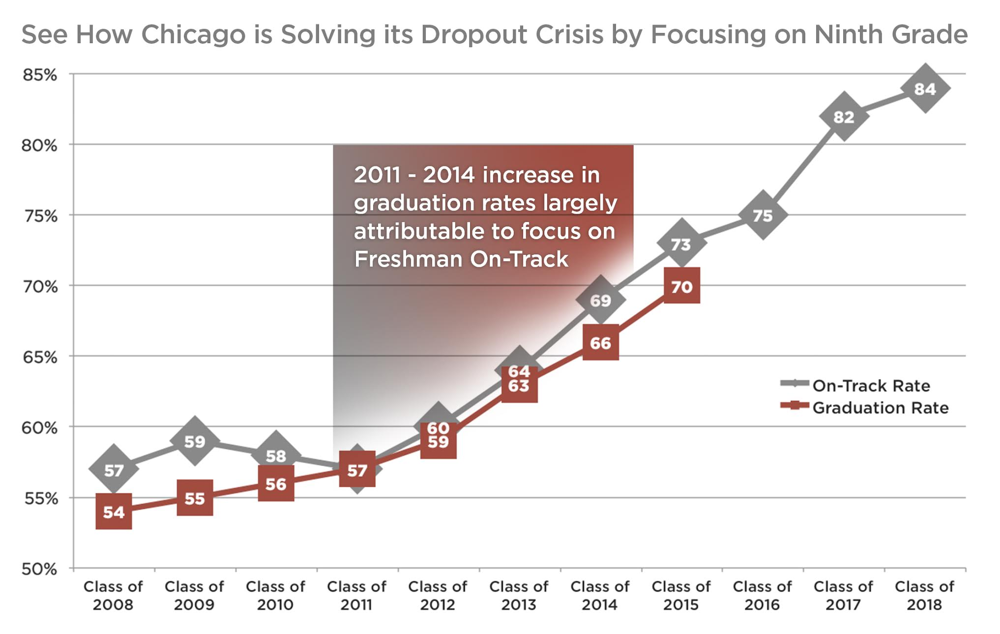 See How Chicago is Solving its Dropout Crisis by Focusing on Ninth Grade
85%
80%
75%
70%
65%
60%
55%
50%
2011 - 2014 increase in
graduation rates largely
attributable to focus on
Freshman On-Track
57
59
58
57
60
64
69
73
75
82
84
54
55
56
59
63
66
70
On-Track Rate
Graduation Rate
Class of
2008
Class of
2009
Class of
2010
Class of
2011
Class of
2012
Class of
2013
Class of
2014
Class of
2015
Class of
2016
Class of
2017
Class of
2018